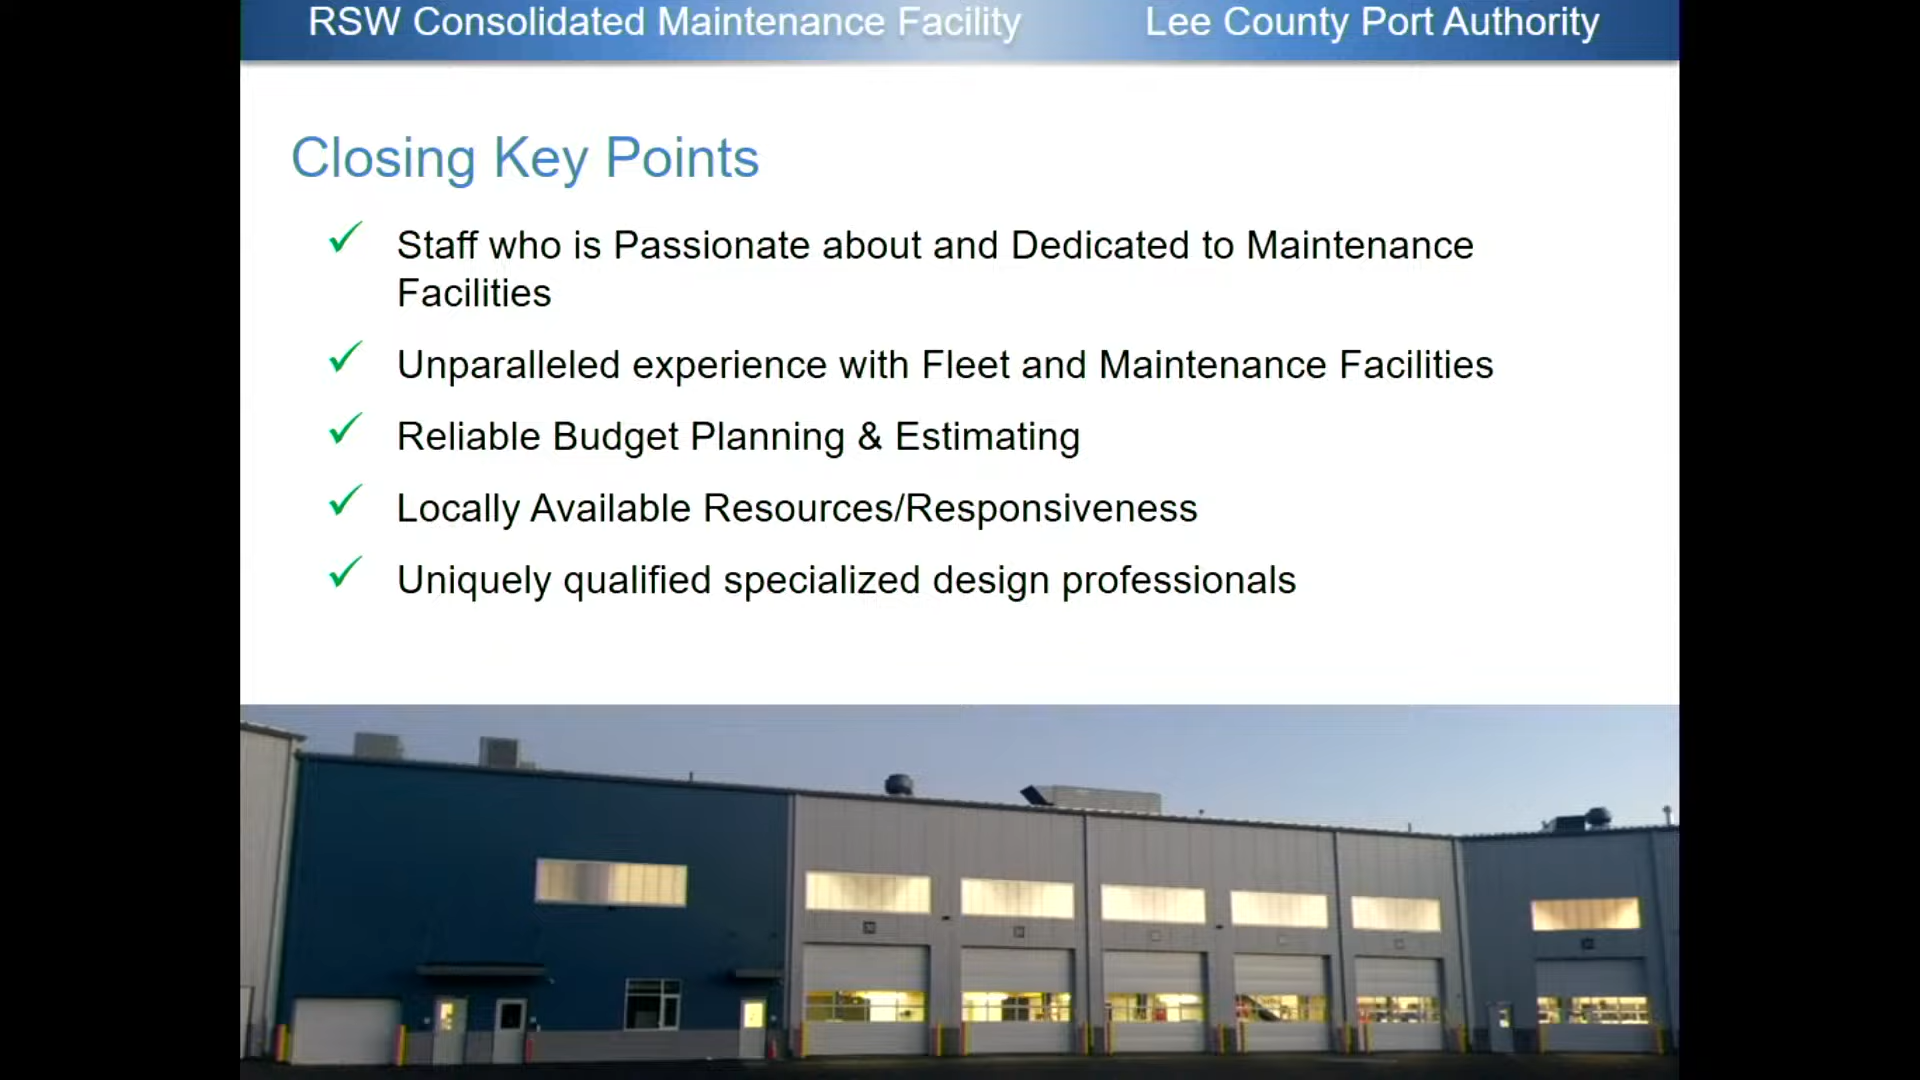 RSW Consolidated Maintenance Facility Lee County Port Authority
Closing Key Points
Staff who is Passionate about and Dedicated to Maintenance
Facilities
Unparalleled experience with Fleet and Maintenance Facilities
Reliable Budget Planning & Estimating
Locally Available Resources/Responsiveness
Uniquely qualified specialized design professionals